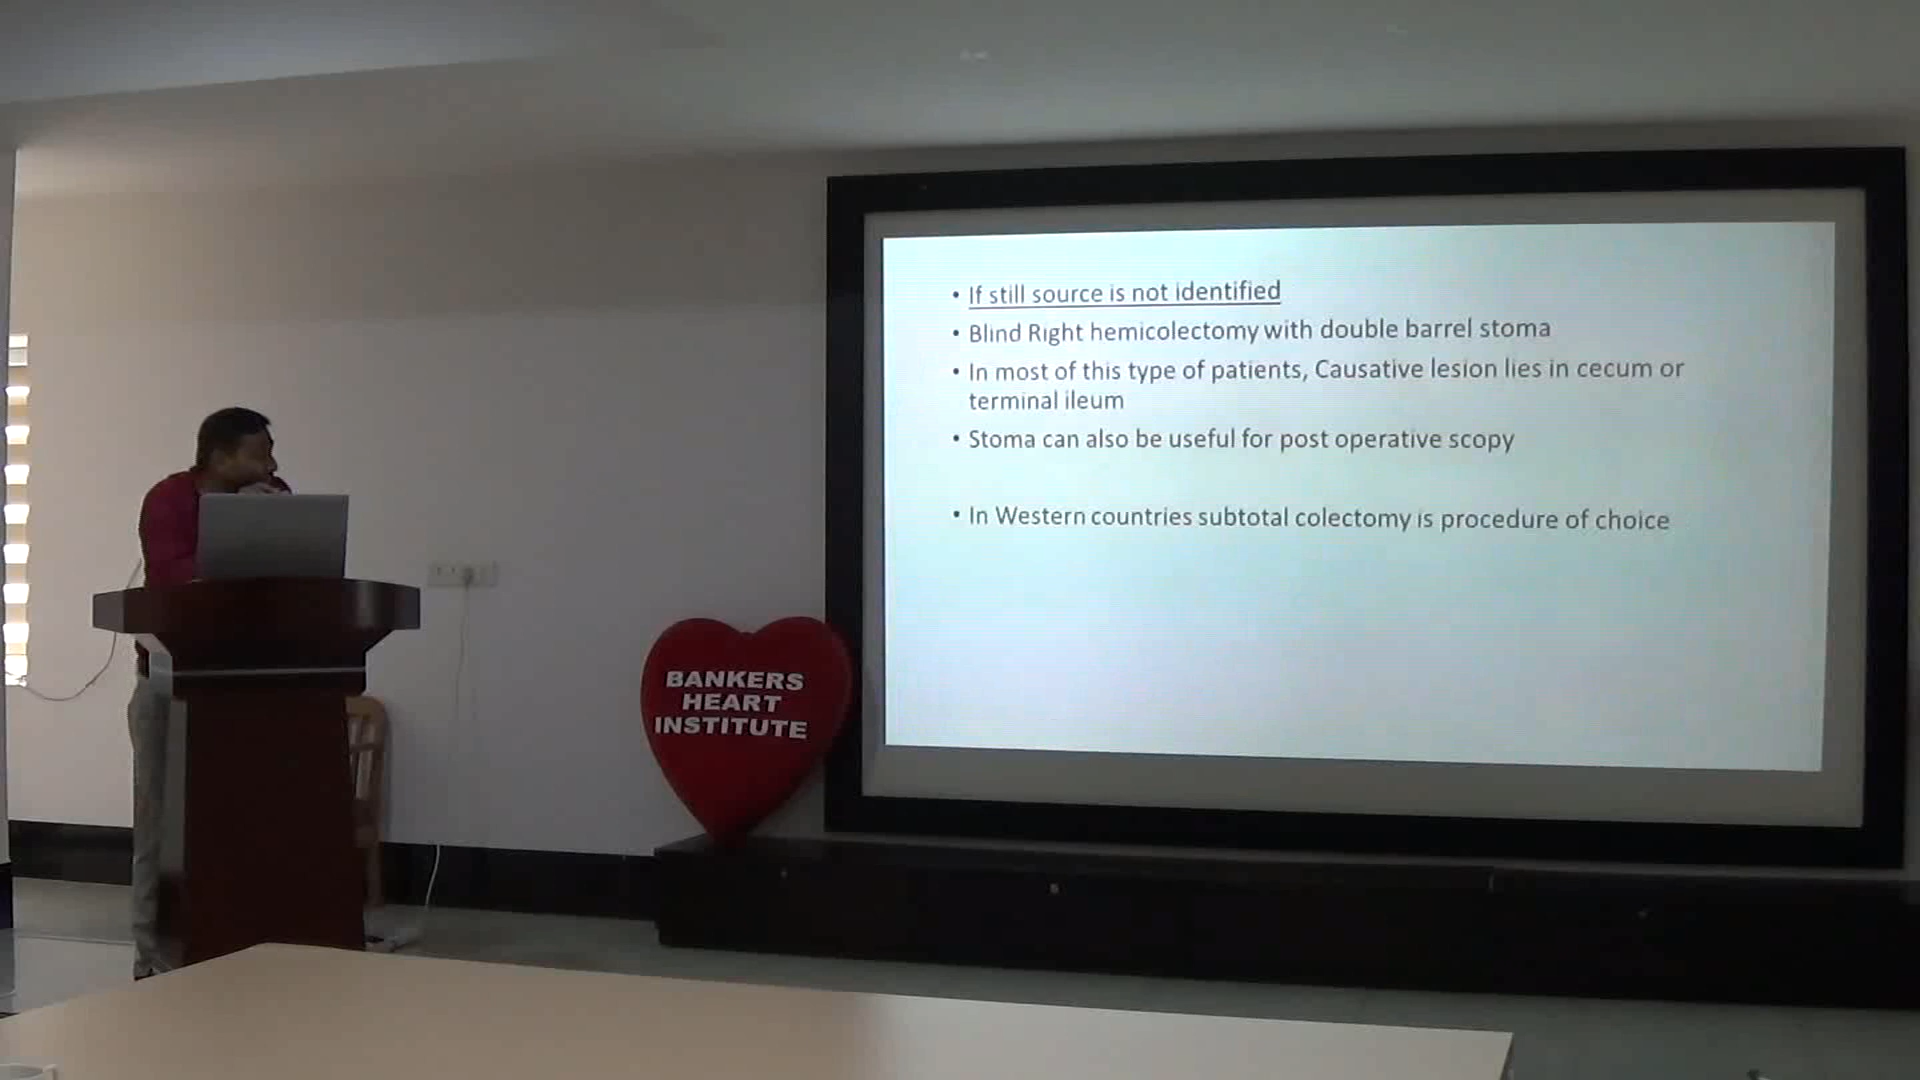 • If still source is not identified
• Blind Right hemicolectomy with double barrel stoma
• In most of this type of patients, Causative lesion lies in cecum or
terminal ileum
• Stoma can also be useful for post operative scopy
• In Western countries subtotal colectomy is procedure of choice
BANKERS
HEART
INSTITUTE